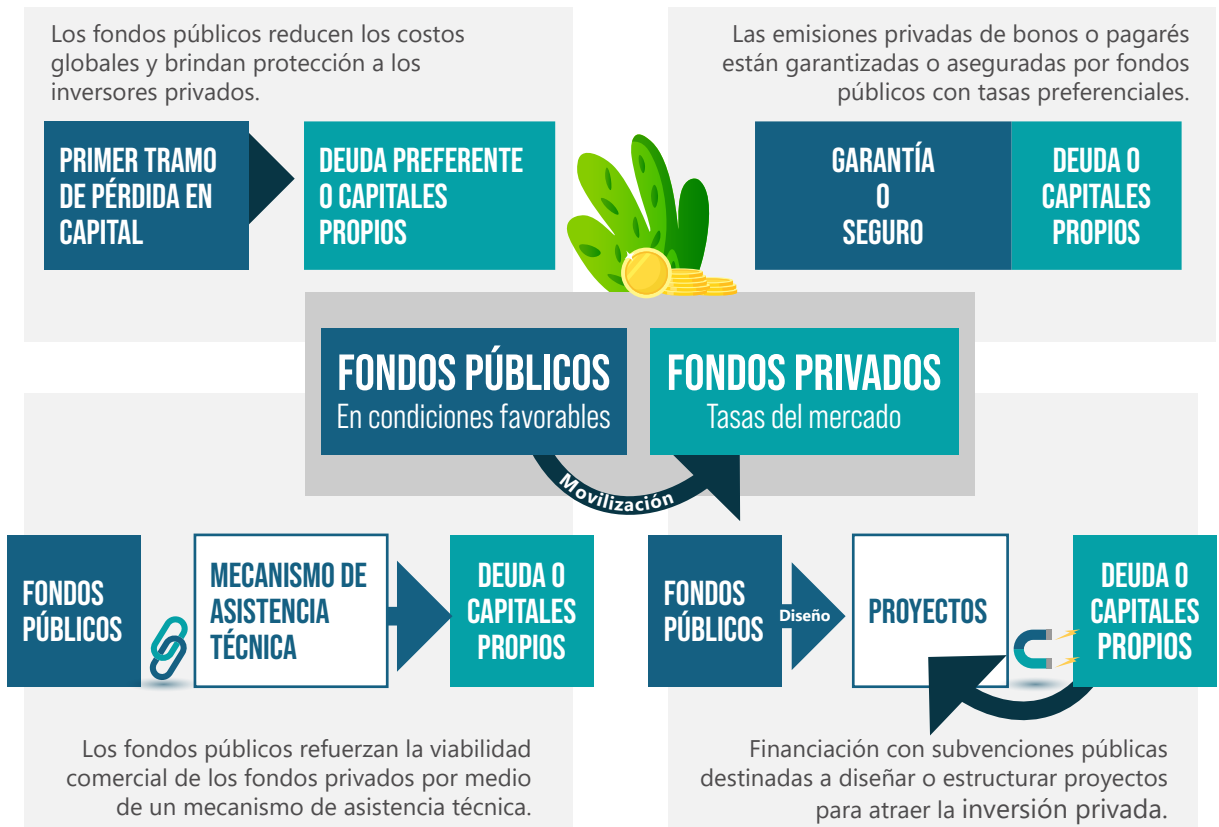 Los fondos públicos reducen los costos
globales y brindan protección a los
inversores privados.
PRIMER TRAMO
DE PÉRDIDA EN
CAPITAL
DEUDA PREFERENTE
O CAPITALES
PROPIOS
Las emisiones privadas de bonos o pagarés
están garantizadas o aseguradas por fondos
públicos con tasas preferenciales.
GARANTÍA
O
SEGURO
DEUDA O
CAPITALES
PROPIOS
FONDOS PÚBLICOS
En condiciones favorables
FONDOS PRIVADOS
Tasas del mercado
Movilización
FONDOS
PÚBLICOS
MECANISMO DE
ASISTENCIA
TÉCNICA
DEUDA O
CAPITALES
PROPIOS
Los fondos públicos refuerzan la viabilidad
comercial de los fondos privados por medio
de un mecanismo de asistencia técnica.
FONDOS
PÚBLICOS
Diseño
PROYECTOS
DEUDA O
CAPITALES
PROPIOS
Financiación con subvenciones públicas
destinadas a diseñar o estructurar proyectos
para atraer la inversión privada.